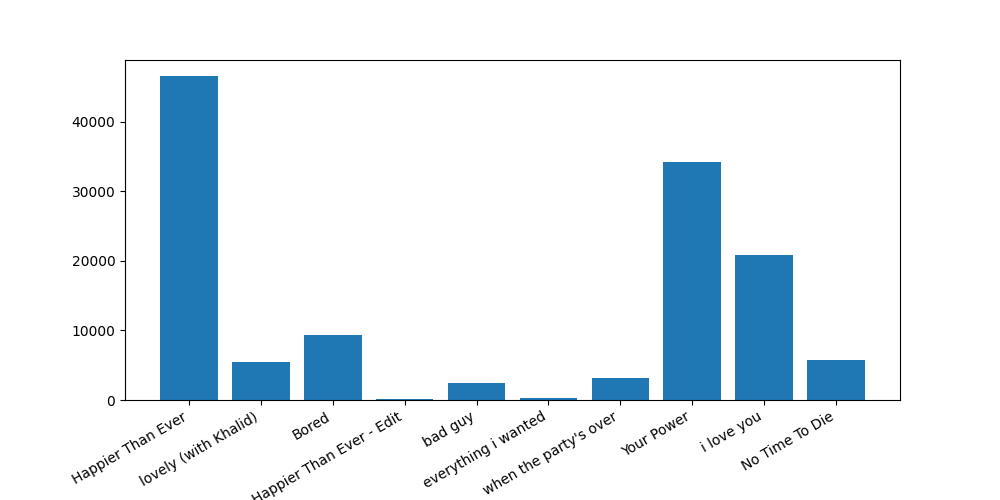 40000
30000
20000
10000
0
Happier Than Ever
lovely (with Khalid)
Bored
Happier Than Ever - Edit
bad guy
everything i wanted
when the party's over
Your Power
i love you
No Time To Die